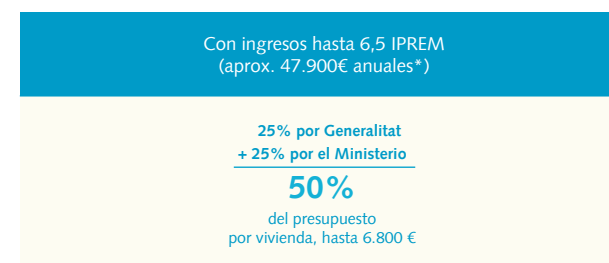 Con ingresos hasta 6,5 IPREM
(aprox. 47.900€ anuales*)
25% por Generalitat
+ 25% por el Ministerio
50%
del presupuesto
por vivienda, hasta 6.800 €